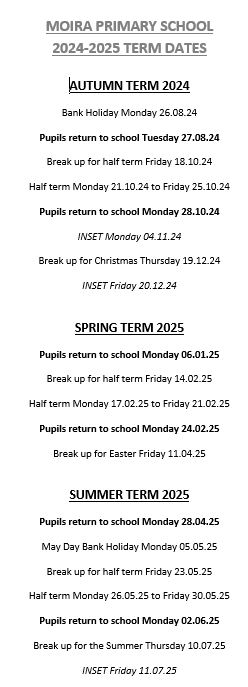 MOIRA PRIMARY SCHOOL
2024-2025 TERM DATES
AUTUMN TERM 2024
Bank Holiday Monday 26.08.24
Pupils return to school Tuesday 27.08.24
Break up for half term Friday 18.10.24
Half term Monday 21.10.24 to Friday 25.10.24
Pupils return to school Monday 28.10.24
INSET Monday 04.11.24
Break up for Christmas Thursday 19.12.24
INSET Friday 20.12.24
SPRING TERM 2025
Pupils return to school Monday 06.01.25
Break up for half term Friday 14.02.25
Half term Monday 17.02.25 to Friday 21.02.25
Pupils return to school Monday 24.02.25
Break up for Easter Friday 11.04.25
SUMMER TERM 2025
Pupils return to school Monday 28.04.25
May Day Bank Holiday Monday 05.05.25
Break up for half term Friday 23.05.25
Half term Monday 26.05.25 to Friday 30.05.25
Pupils return to school Monday 02.06.25
Break up for the Summer Thursday 10.07.25
INSET Friday 11.07.25